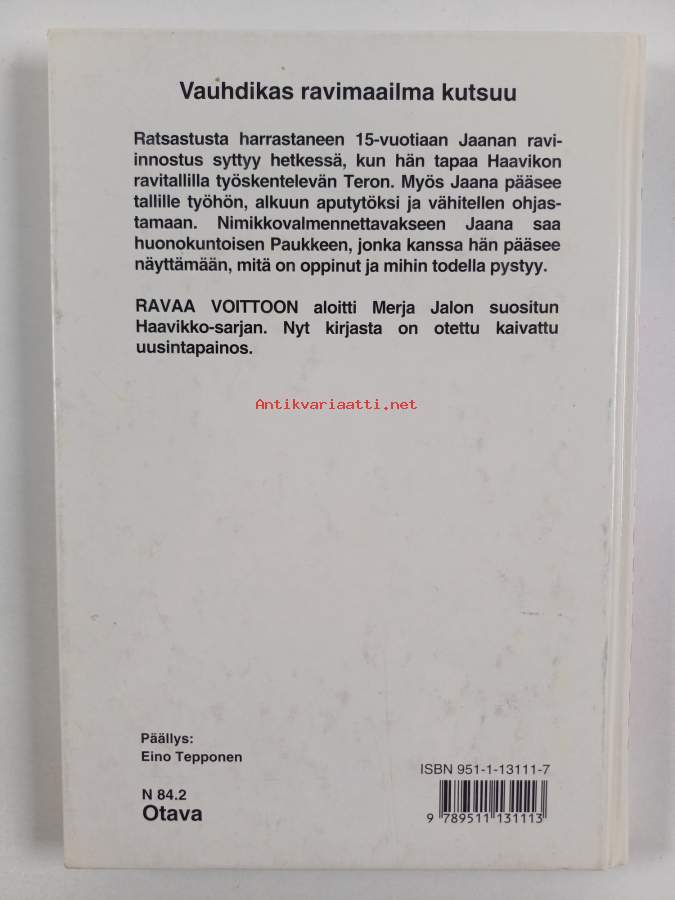 Vauhdikas ravimaailma kutsuu
Ratsastusta harrastaneen 15-vuotiaan Jaanan ravi-
innostus syttyy hetkessä, kun hän tapaa Haavikon
ravitallilla työskentelevän Teron. Myös Jaana pääsee
tallille työhön, alkuun aputytöksi ja vähitellen ohjas-
tamaan. Nimikkovalmennettavakseen Jaana saa
huonokuntoisen Paukkeen, jonka kanssa hän pääsee
näyttämään, mitä on oppinut ja mihin todella pystyy.
RAVAA VOITTOON aloitti Merja Jalon suositun
Haavikko-sarjan. Nyt kirjasta on otettu kaivattu
uusintapainos.
Antikvariaatti.net
Päällys:
Eino Tepponen
N 84.2
Otava
ISBN 951-1-13111-7
9 789511 131113